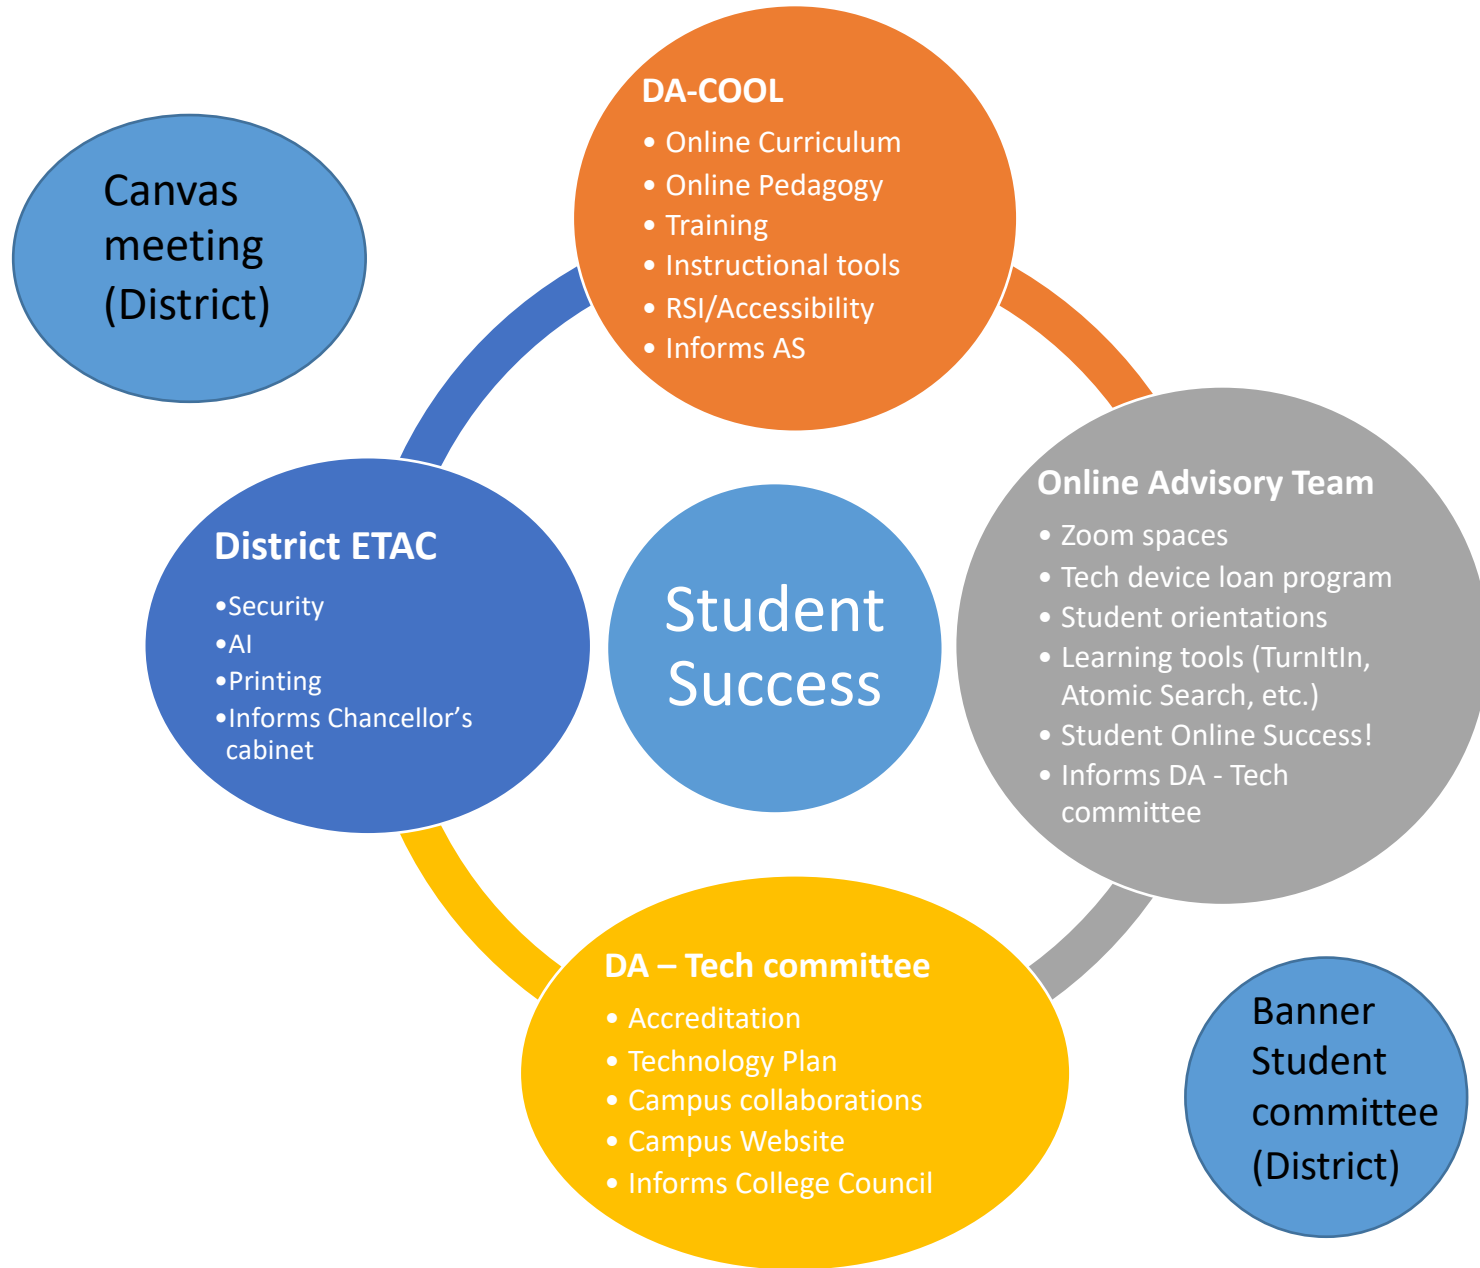 DA-COOL
• Online Curriculum
• Online Pedagogy
• Training
• Instructional tools
• RSI/Accessibility
• Informs AS
Canvas
meeting
(District)
Online Advisory Team
• Zoom spaces
• Tech device loan program
• Student orientations
• Learning tools (TurnItIn,
Atomic Search, etc.)
• Student Online Success!
• Informs DA - Tech
committee
District ETAC
•Security
•AI
•Printing
•Informs Chancellor's
cabinet
Student
Success
DA – Tech committee
• Accreditation
• Technology Plan
• Campus collaborations
• Campus Website
• Informs College Council
Banner
Student
committee
(District)